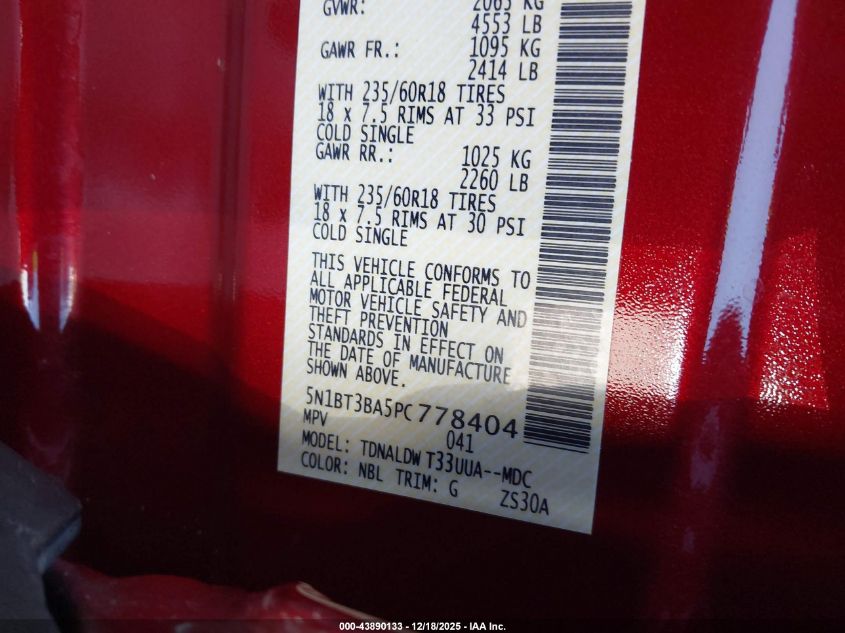 GVWR: 2065 KG
4553 LB
GAWR FR.: 1095 KG
2414 LB
WITH 235/60R18 TIRES
18 x 7.5 RIMS AT 33 PSI
COLD SINGLE
GAWR RR.: 1025 KG
2260 LB
WITH 235/60R18 TIRES
18 x 7.5 RIMS AT 30 PSI
COLD SINGLE
THIS VEHICLE CONFORMS TO
ALL APPLICABLE FEDERAL
MOTOR VEHICLE SAFETY AND
THEFT PREVENTION
STANDARDS IN EFFECT ON
THE DATE OF MANUFACTURE
SHOWN ABOVE.
5N1BT3BA5PC778404
MPV 041
MODEL: TDNALDW T33UUA--MDC
COLOR: NBL TRIM: G ZS30A
000-43890133 - 12/18/2025 - IAA Inc.